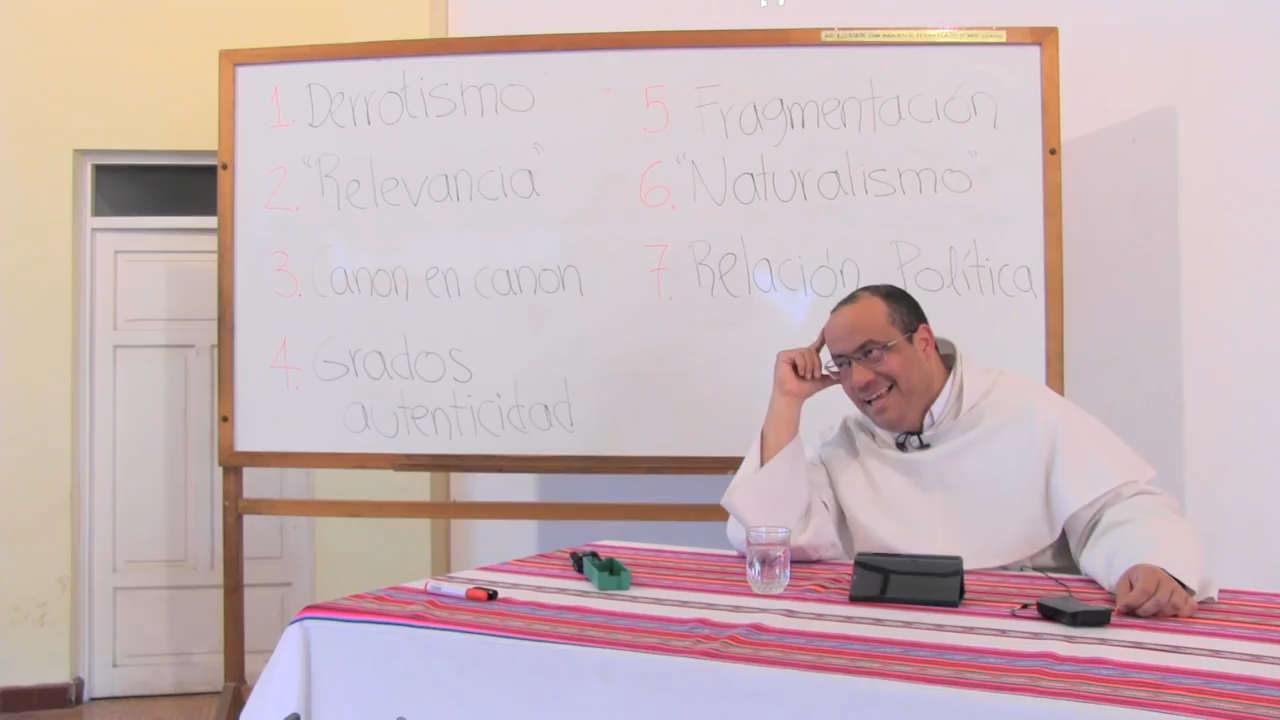 1. Derrotismo
2. "Relevancia"
3. Canon en canon
4. Grados
autenticidad
5 Fragmentación
6. "Naturalismo"
7. Relación Política